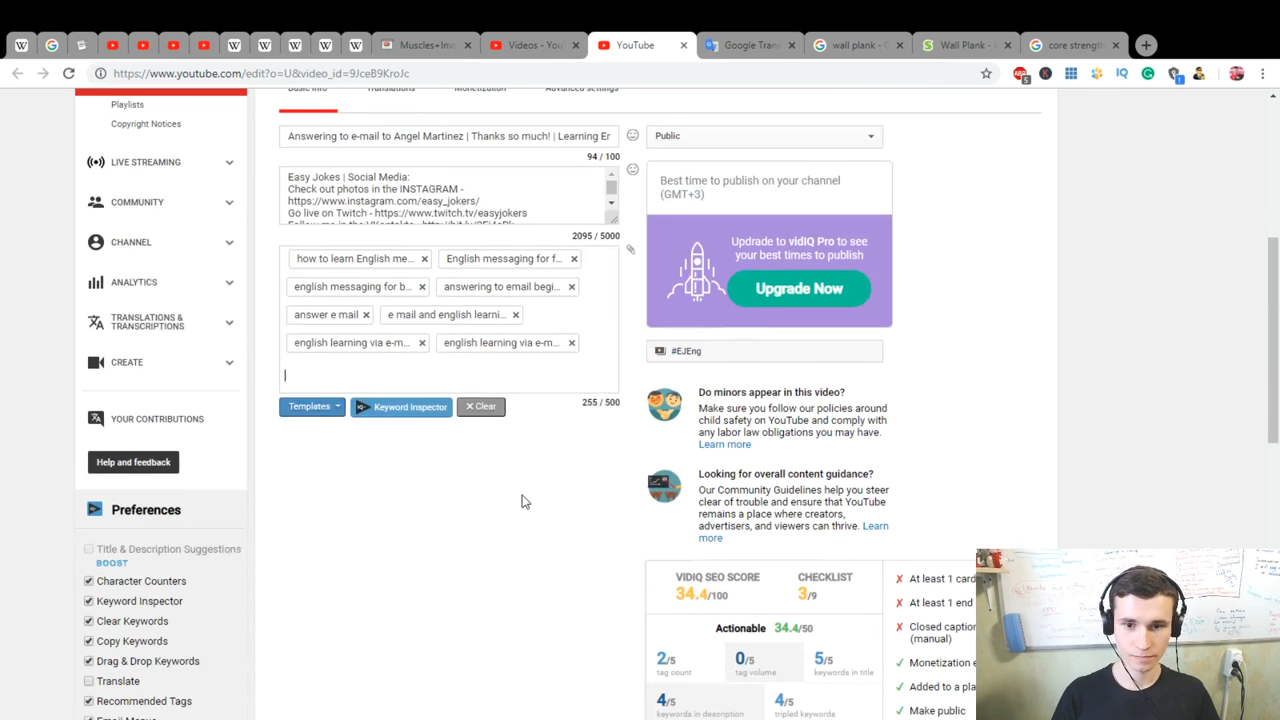 Muscles+Inv
Videos - You
YouTube
Google Tran
wall plank - G
Wall Plank -
core strength
https://www.youtube.com/edit?o=U&video_id=9JceB9KroJc
Basic info
Translations
Monetization
Advanced settings
Playlists
Copyright Notices
LIVE STREAMING
COMMUNITY
CHANNEL
ANALYTICS
TRANSLATIONS &
TRANSCRIPTIONS
CREATE
YOUR CONTRIBUTIONS
Help and feedback
Preferences
Title & Description Suggestions
BOOST
Character Counters
Keyword Inspector
Clear Keywords
Copy Keywords
Drag & Drop Keywords
Translate
Recommended Tags
Answering to e-mail to Angel Martinez | Thanks so much! | Learning Er
94 / 100
Easy Jokes | Social Media:
Check out photos in the INSTAGRAM -
https://www.instagram.com/easy_jokers/
Go live on Twitch - https://www.twitch.tv/easyjokers
2095 / 5000
how to learn English me... × English messaging for f... ×
english messaging for b... × answering to email begi... ×
answer e mail × e mail and english learni... ×
english learning via e-m... × english learning via e-m... ×
Templates
Keyword Inspector
× Clear
255 / 500
Public
Best time to publish on your channel
(GMT+3)
Upgrade to vidIQ Pro to see
your best times to publish
Upgrade Now
#EJEng
Do minors appear in this video?
Make sure you follow our policies around
child safety on YouTube and comply with
any labor law obligations you may have.
Learn more
Looking for overall content guidance?
Our Community Guidelines help you steer
clear of trouble and ensure that YouTube
remains a place where creators,
advertisers, and viewers can thrive. Learn
more
VIDIQ SEO SCORE
34.4/100
CHECKLIST
3/9
Actionable 34.4/50
2/5
tag count
0/5
tag volume
5/5
keywords in title
4/5
keywords in description
4/5
tripled keywords
✗ At least 1 card
✗ At least 1 end
✗ Closed caption
(manual)
✓ Monetization e
✓ Added to a pla
✓ Make public